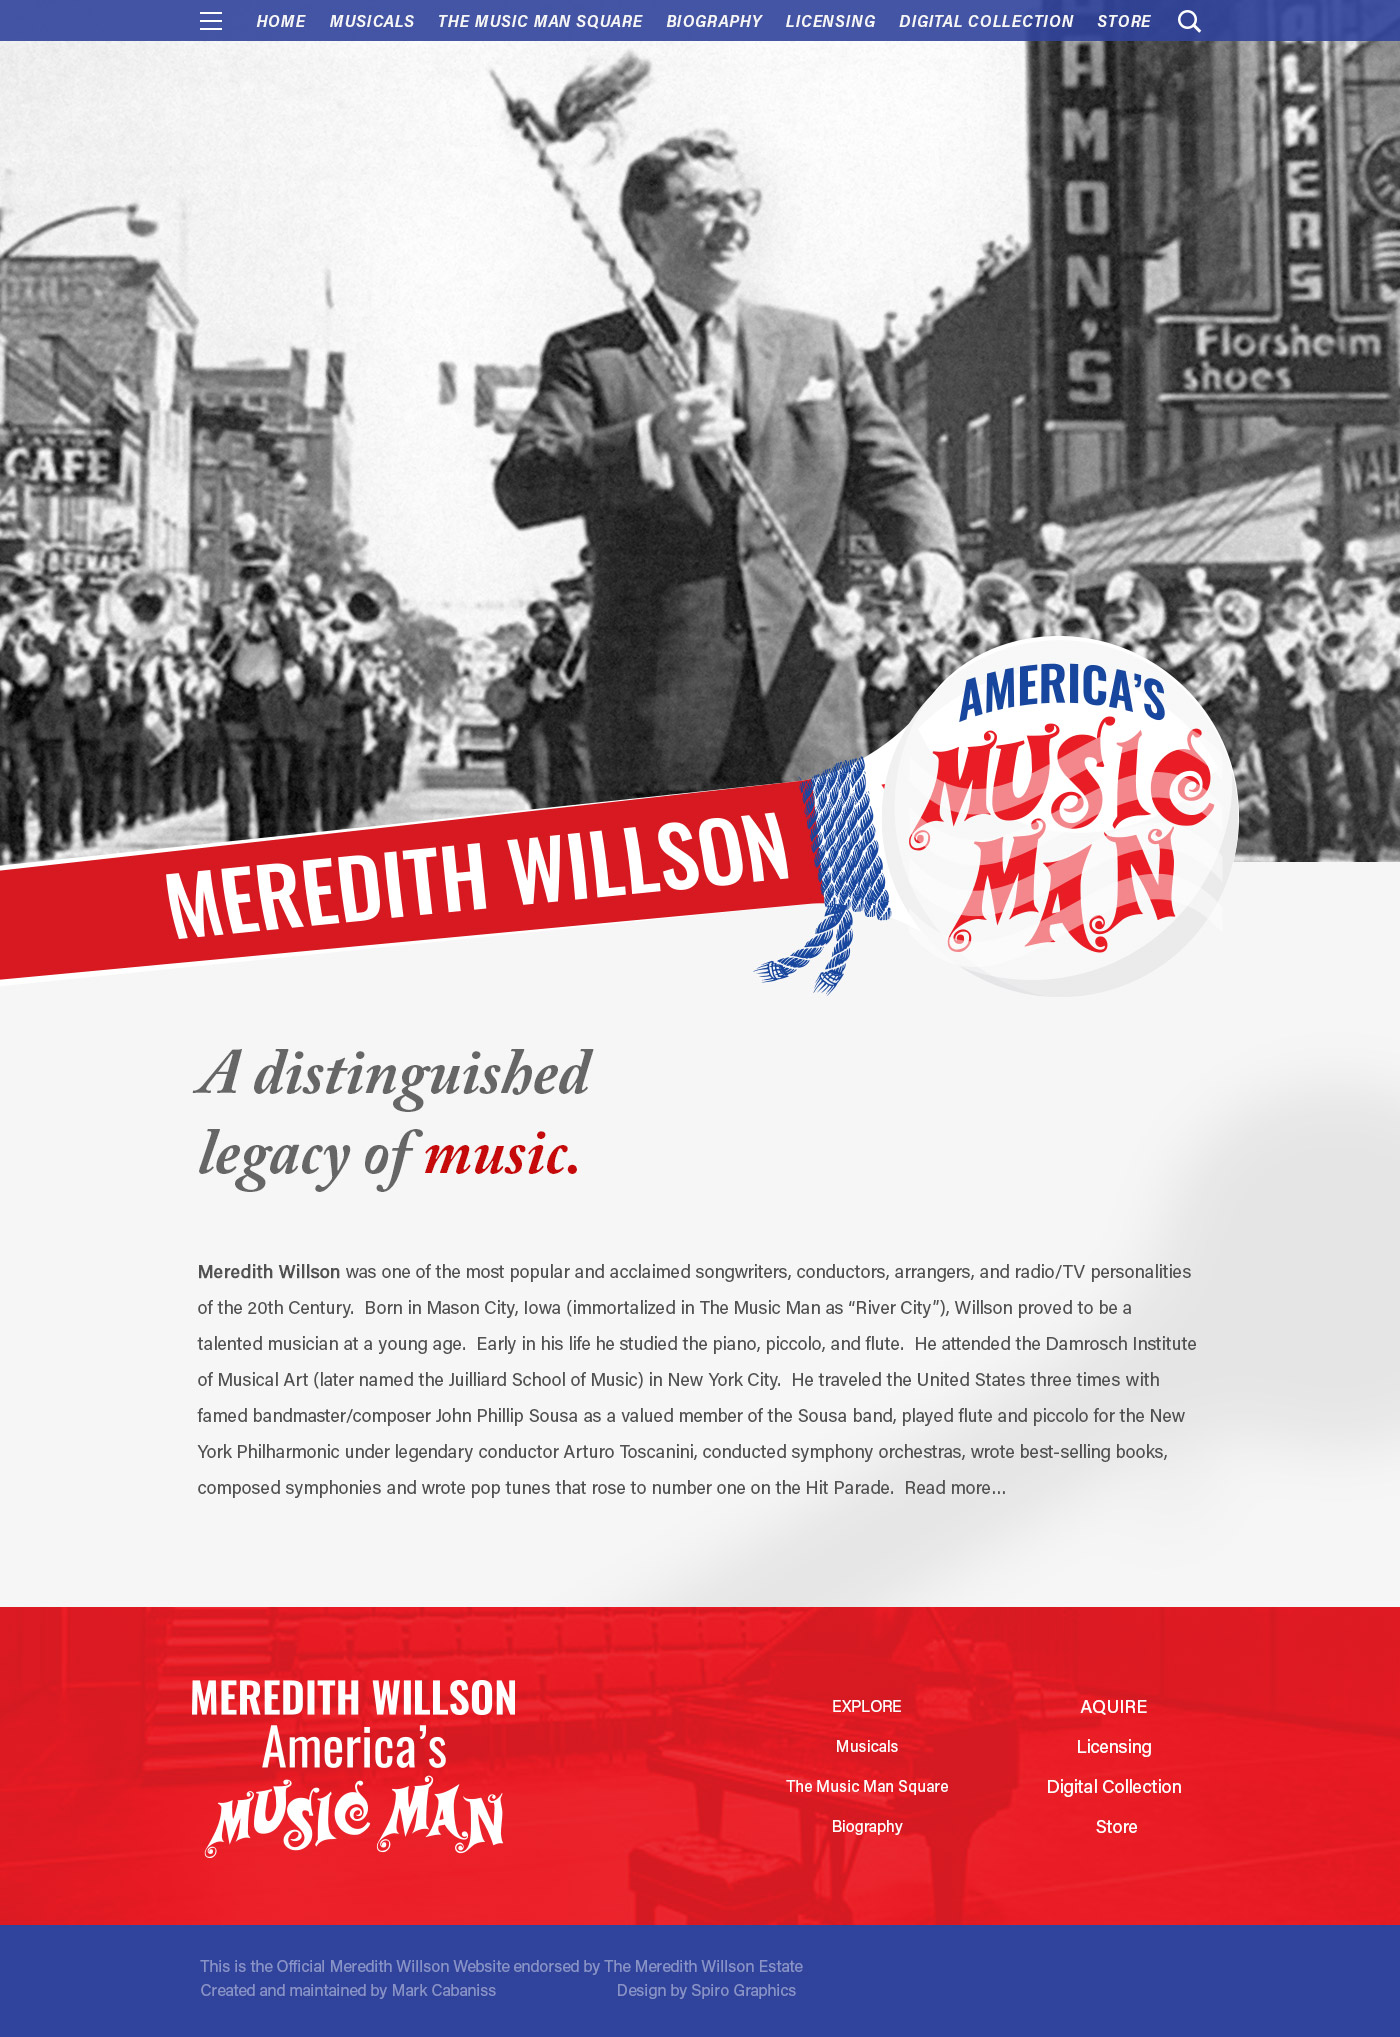 HOME MUSICALS THE MUSIC MAN SQUARE BIOGRAPHY LICENSING DIGITAL COLLECTION STORE
AMON'S
LKERS
Florsheim
shoes
CAFE
WAL
AMERICA'S
MUSIC
MAN
MEREDITH WILLSON
A distinguished
legacy of music.
Meredith Willson was one of the most popular and acclaimed songwriters, conductors, arrangers, and radio/TV personalities
of the 20th Century.  Born in Mason City, Iowa (immortalized in The Music Man as “River City”), Willson proved to be a
talented musician at a young age.  Early in his life he studied the piano, piccolo, and flute.  He attended the Damrosch Institute
of Musical Art (later named the Juilliard School of Music) in New York City.  He traveled the United States three times with
famed bandmaster/composer John Phillip Sousa as a valued member of the Sousa band, played flute and piccolo for the New
York Philharmonic under legendary conductor Arturo Toscanini, conducted symphony orchestras, wrote best-selling books,
composed symphonies and wrote pop tunes that rose to number one on the Hit Parade.  Read more...
MEREDITH WILLSON
America's
MUSIC MAN
EXPLORE
Musicals
The Music Man Square
Biography
AQUIRE
Licensing
Digital Collection
Store
This is the Official Meredith Willson Website endorsed by The Meredith Willson Estate
Created and maintained by Mark Cabaniss Design by Spiro Graphics